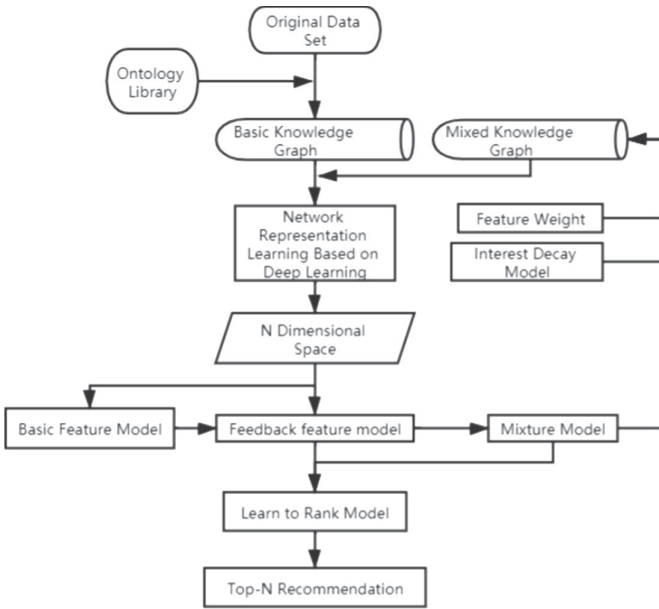 Original Data
Set
Ontology
Library
Basic Knowledge
Graph
Mixed Knowledge
Graph
Network
Representation
Learning Based on
Deep Learning
Feature Weight
Interest Decay
Model
N Dimensional
Space
Basic Feature Model
Feedback feature model
Mixture Model
Learn to Rank Model
Top-N Recommendation